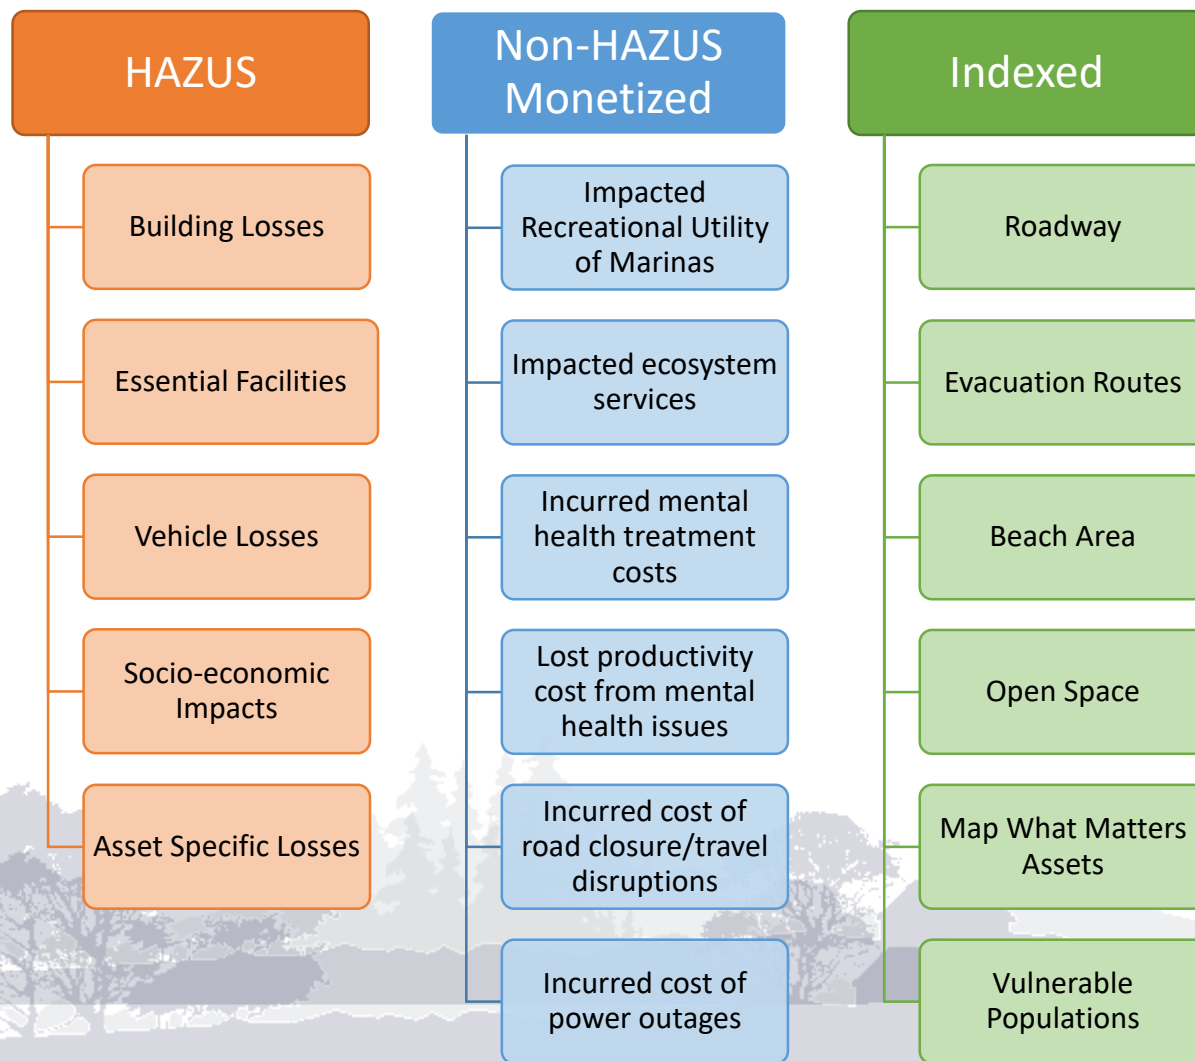 HAZUS
Building Losses
Essential Facilities
Vehicle Losses
Socio-economic
Impacts
Asset Specific Losses
Non-HAZUS
Monetized
Impacted
Recreational Utility
of Marinas
Impacted ecosystem
services
Incurred mental
health treatment
costs
Lost productivity
cost from mental
health issues
Incurred cost of
road closure/travel
disruptions
Incurred cost of
power outages
Indexed
Roadway
Evacuation Routes
Beach Area
Open Space
Map What Matters
Assets
Vulnerable
Populations